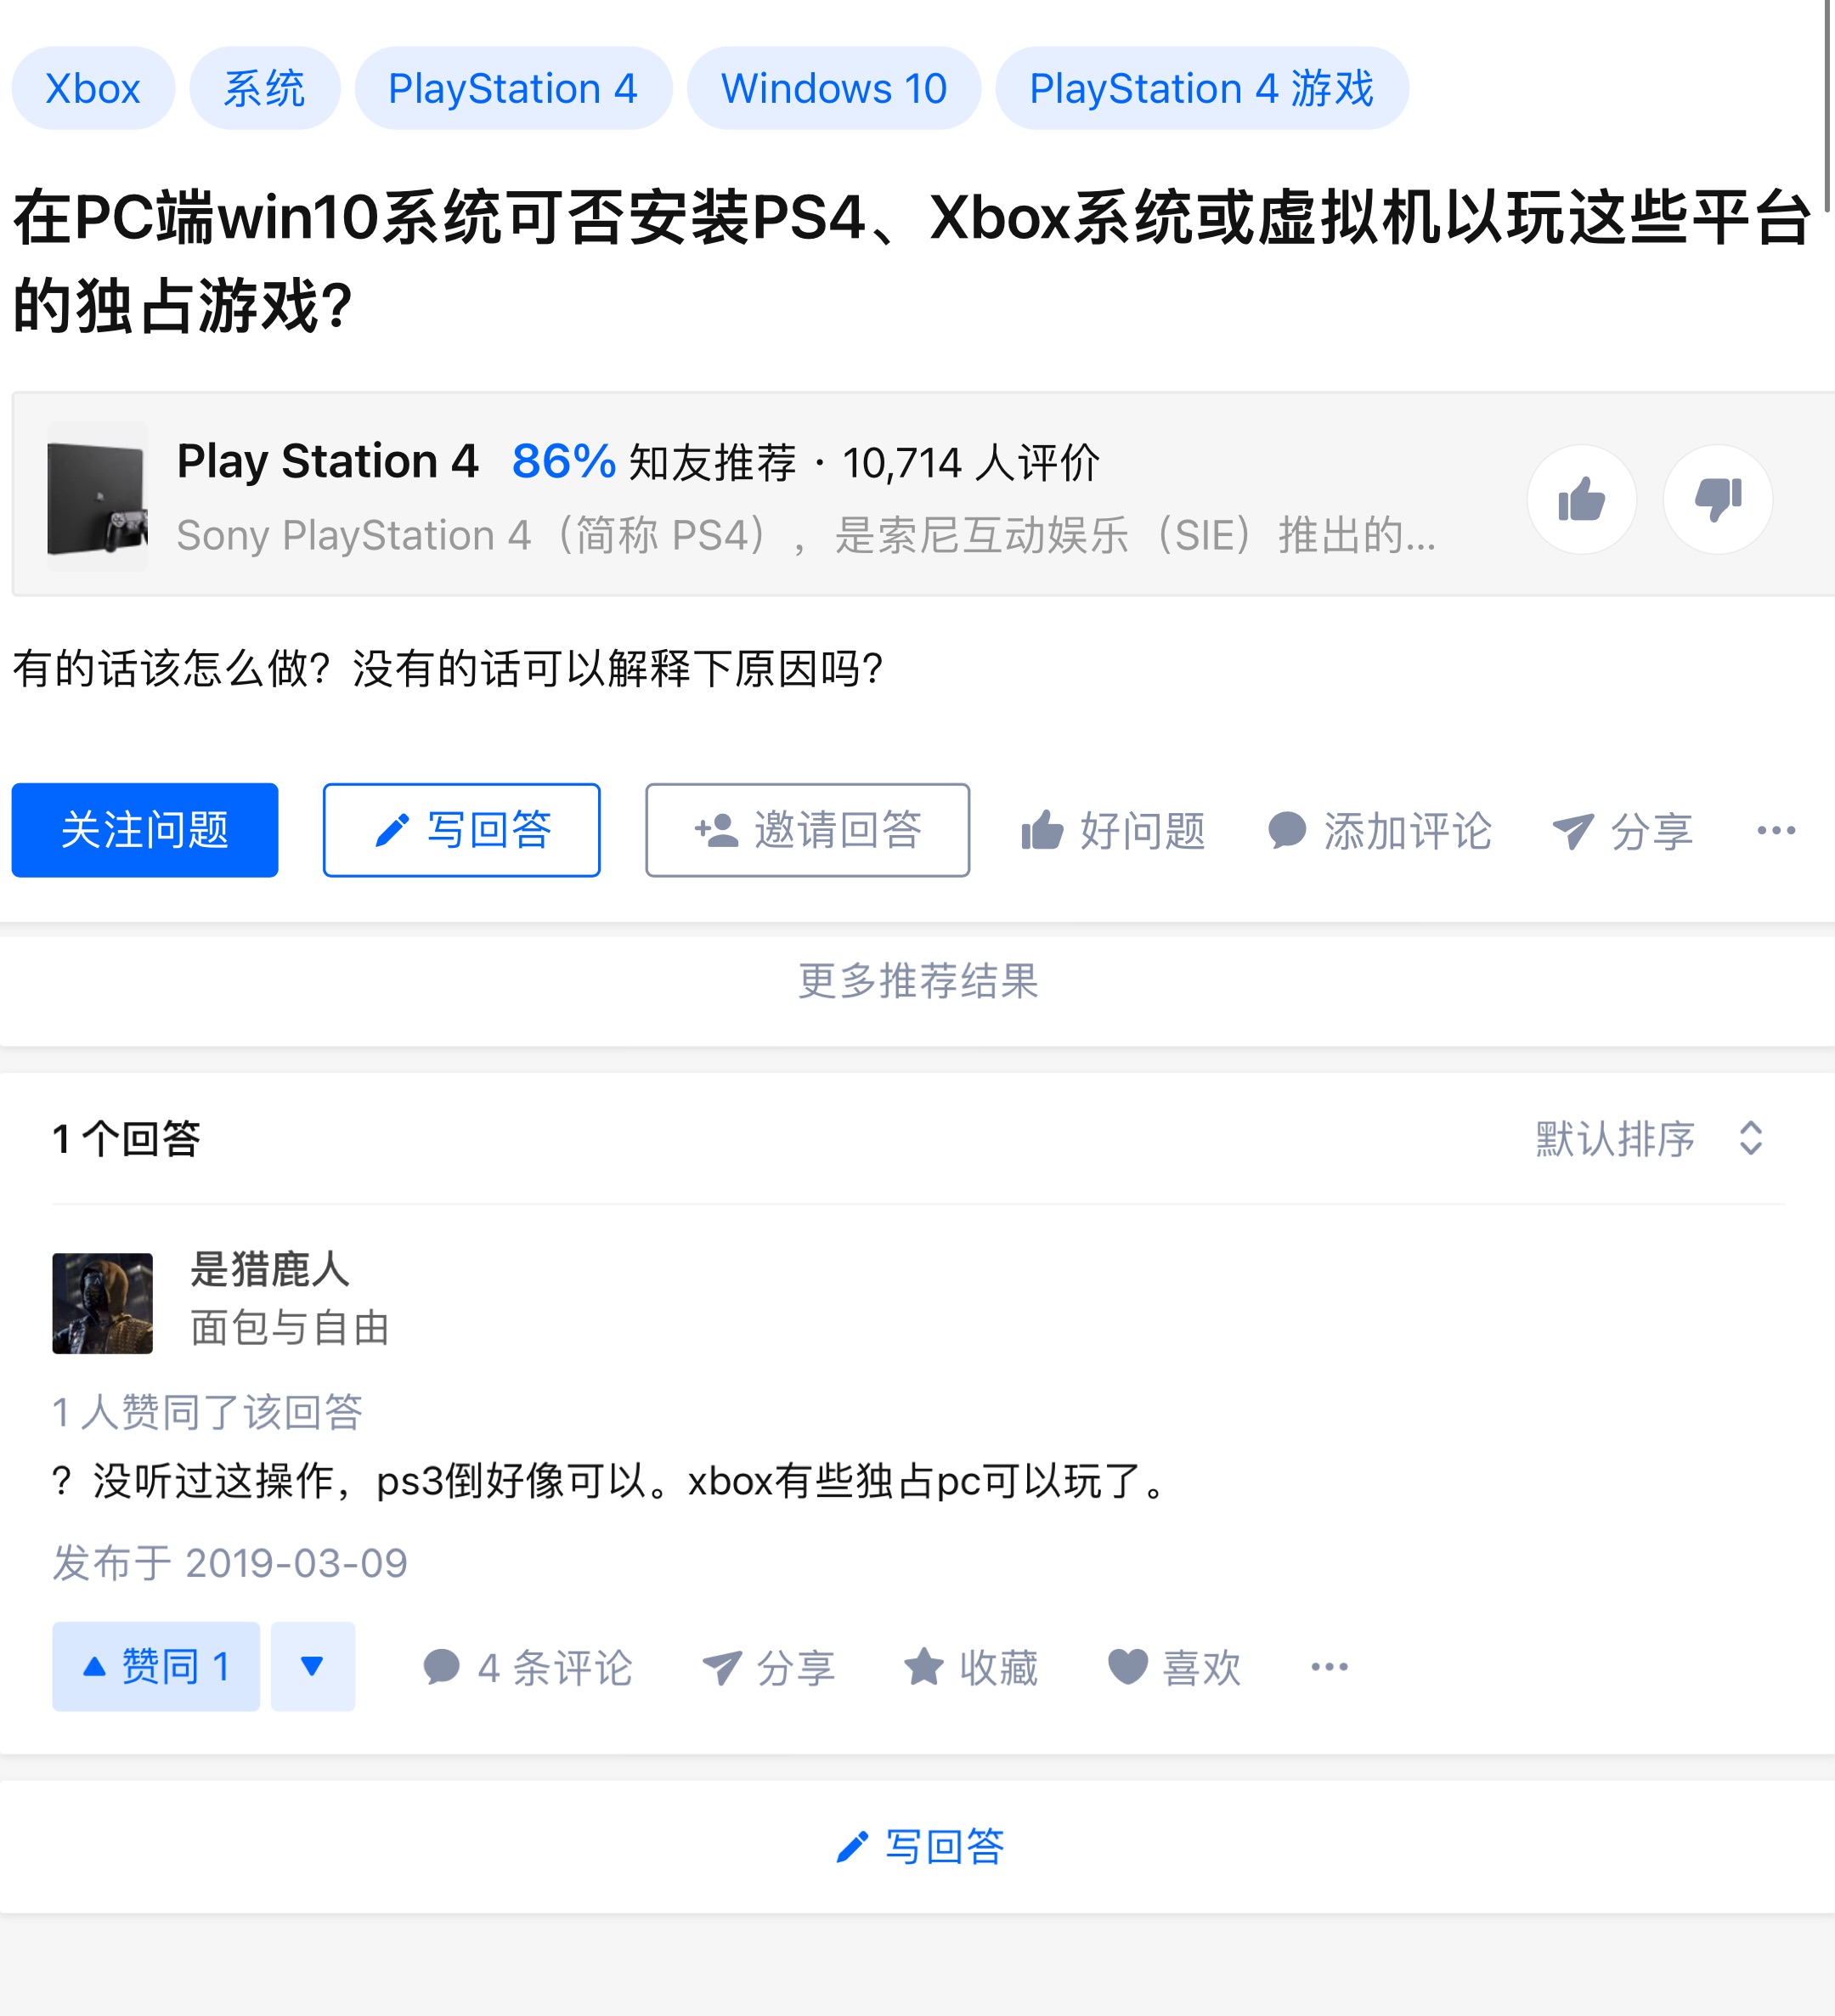 Xbox 系统 PlayStation 4 Windows 10 PlayStation 4 游戏
在PC端win10系统可否安装PS4、Xbox系统或虚拟机以玩这些平台
的独占游戏?
Play Station 4 86% 知友推荐 · 10,714 人评价
Sony PlayStation 4（简称 PS4），是索尼互动娱乐（SIE）推出的...
有的话该怎么做？没有的话可以解释下原因吗？
关注问题 写回答 邀请回答 好问题 添加评论 分享
更多推荐结果
1 个回答 默认排序
是猎鹿人
面包与自由
1 人赞同了该回答
？没听过这操作，ps3倒好像可以。xbox有些独占pc可以玩了。
发布于 2019-03-09
赞同 1 4 条评论 分享 收藏 喜欢
写回答